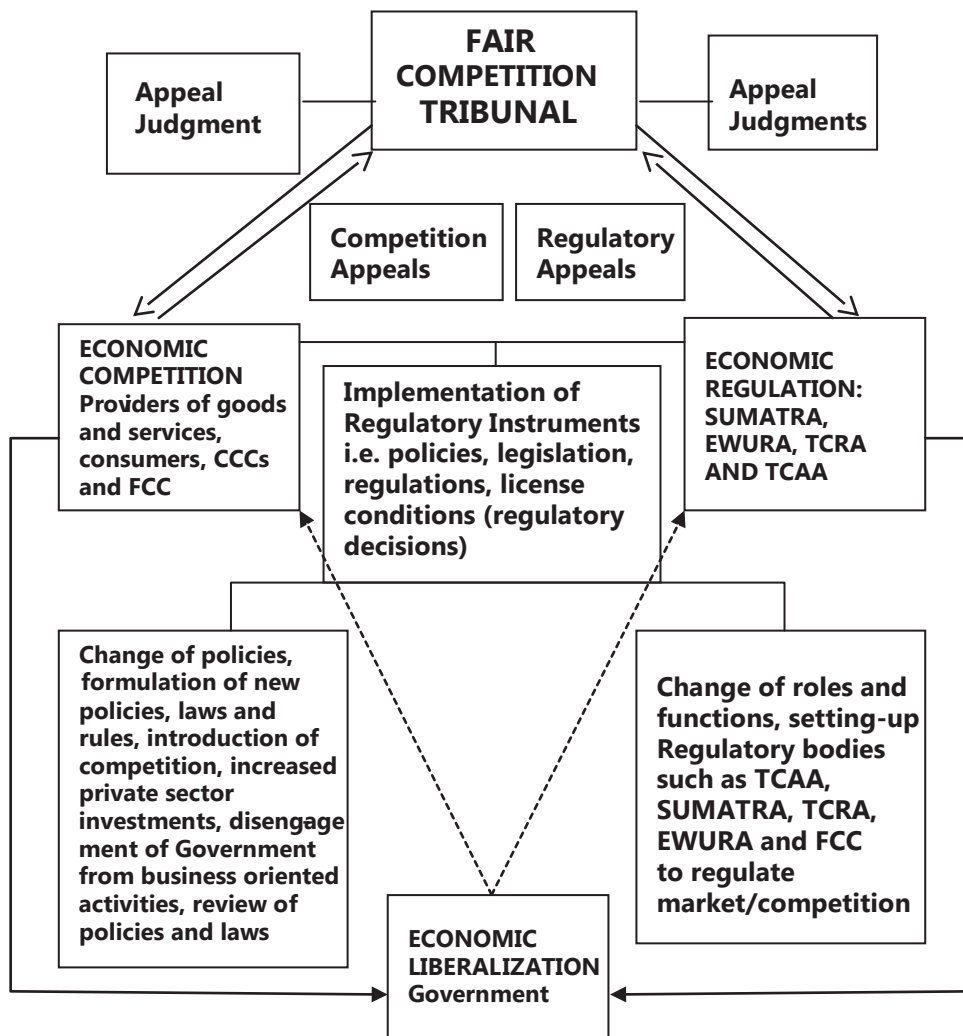 FAIR
COMPETITION
TRIBUNAL
Appeal
Judgment
Appeal
Judgments
Competition
Appeals
Regulatory
Appeals
ECONOMIC
COMPETITION
Providers of goods
and services,
consumers, CCCs
and FCC
Implementation of
Regulatory Instruments
i.e. policies, legislation,
regulations, license
conditions (regulatory
decisions)
ECONOMIC
REGULATION:
SUMATRA,
EWURA, TCRA
AND TCAA
Change of policies,
formulation of new
policies, laws and
rules, introduction of
competition, increased
private sector
investments, disengage-
ment of Government
from business oriented
activities, review of
policies and laws
Change of roles and
functions, setting-up
Regulatory bodies
such as TCAA,
SUMATRA, TCRA,
EWURA and FCC
to regulate
market/competition
ECONOMIC
LIBERALIZATION
Government